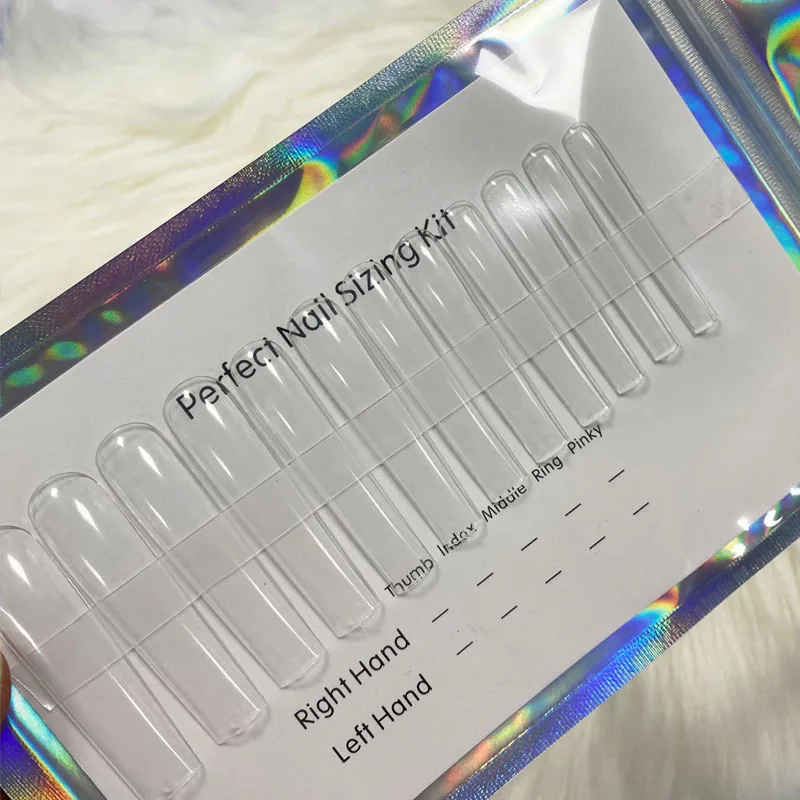 Perfect Nail Sizing Kit
Thumb Index Middle Ring Pinky
Right Hand
Left Hand